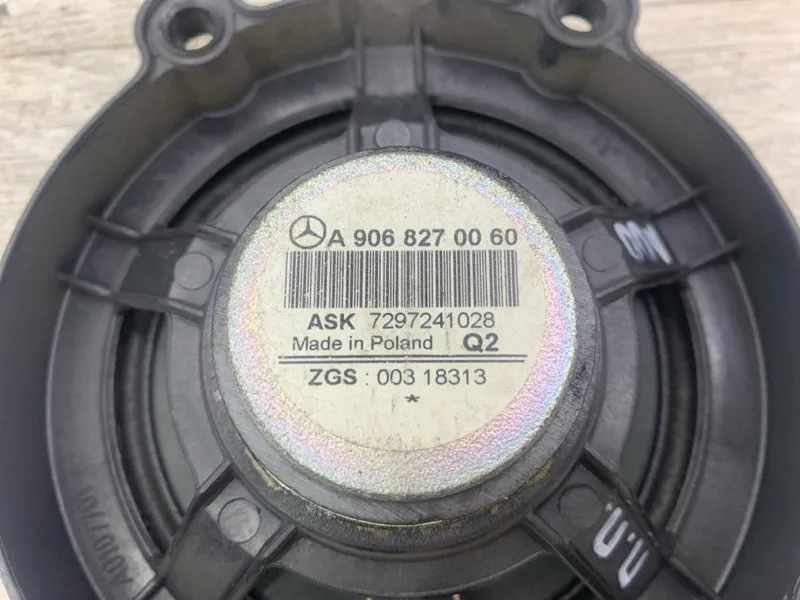 A 906 827 00 60
ASK 7297241028
Made in Poland Q2
ZGS : 003 18313
*